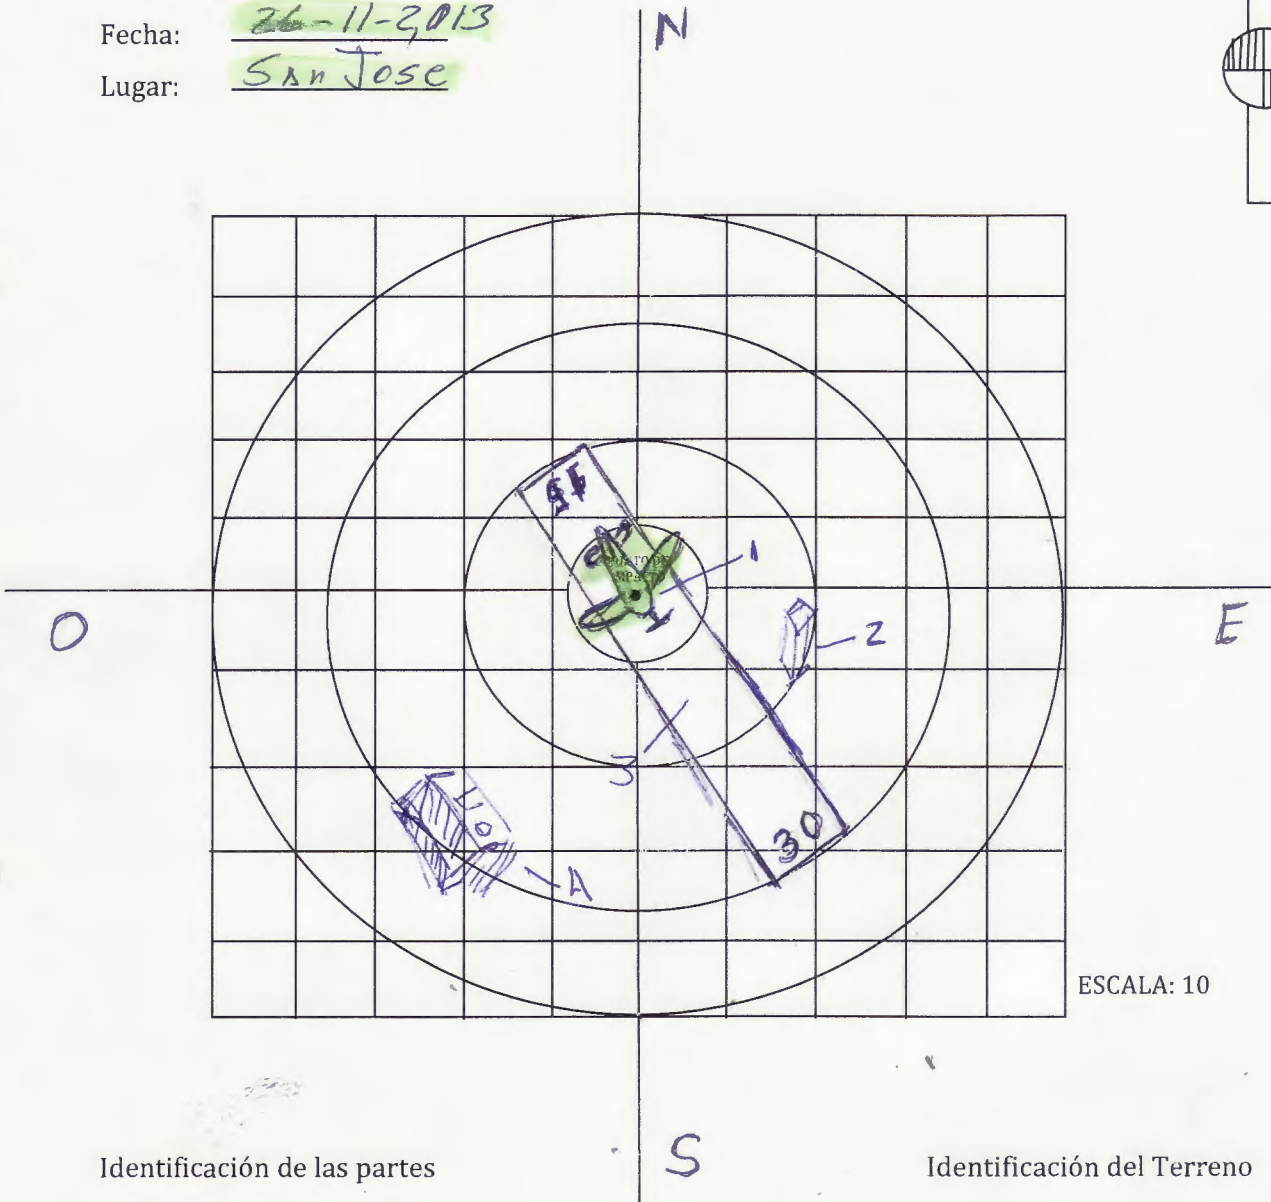 Fecha: 26-11-2013
Lugar: San Jose
N
1
O
E
2
3
30
A
ESCALA: 10
S
Identificación de las partes
Identificación del Terreno